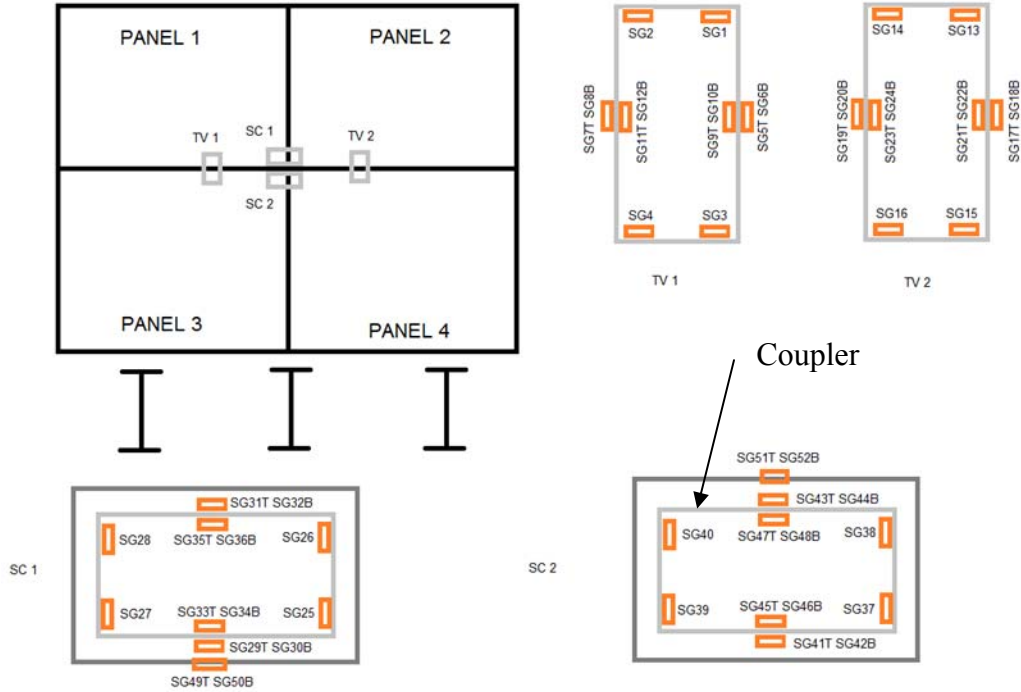 PANEL 1
PANEL 2
TV 1
SC 1
TV 2
SC 2
PANEL 3
PANEL 4
SG2
SG1
SG7T SG8B
SG11T SG12B
SG9T SG10B
SG5T SG6B
SG4
SG3
TV 1
SG14
SG13
SG19T SG20B
SG23T SG24B
SG21T SG22B
SG17T SG18B
SG16
SG15
TV 2
Coupler
SC 1
SG31T SG32B
SG28
SG35T SG36B
SG26
SG27
SG33T SG34B
SG25
SG29T SG30B
SG49T SG50B
SC 2
SG51T SG52B
SG43T SG44B
SG40
SG47T SG48B
SG38
SG39
SG45T SG46B
SG37
SG41T SG42B